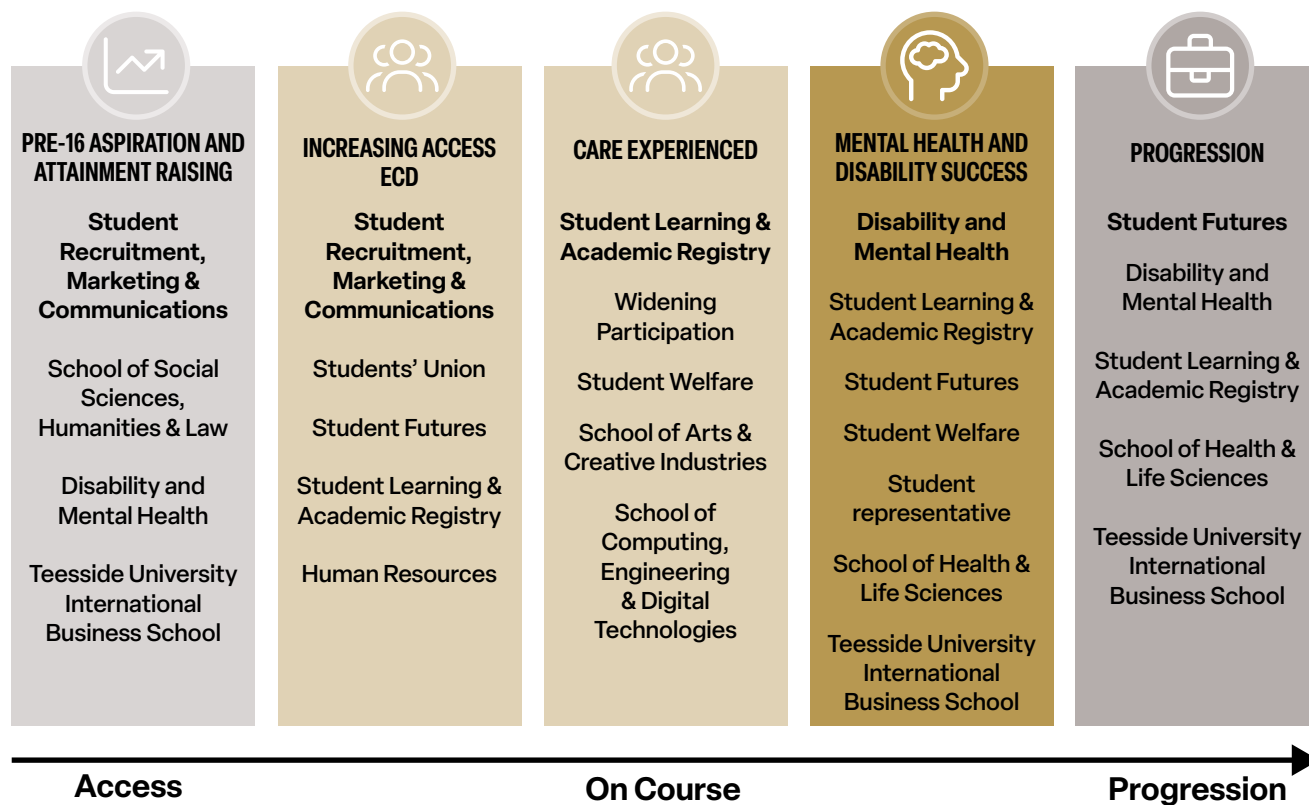 PRE-16 ASPIRATION AND
ATTAINMENT RAISING
Student
Recruitment,
Marketing &
Communications
School of Social
Sciences,
Humanities & Law
Disability and
Mental Health
Teesside University
International
Business School
INCREASING ACCESS
ECD
Student
Recruitment,
Marketing &
Communications
Students’ Union
Student Futures
Student Learning &
Academic Registry
Human Resources
CARE EXPERIENCED
Student Learning &
Academic Registry
Widening
Participation
Student Welfare
School of Arts &
Creative Industries
School of
Computing,
Engineering
& Digital
Technologies
MENTAL HEALTH AND
DISABILITY SUCCESS
Disability and
Mental Health
Student Learning &
Academic Registry
Student Futures
Student Welfare
Student
representative
School of Health &
Life Sciences
Teesside University
International
Business School
PROGRESSION
Student Futures
Disability and
Mental Health
Student Learning &
Academic Registry
School of Health &
Life Sciences
Teesside University
International
Business School
Access
On Course
Progression